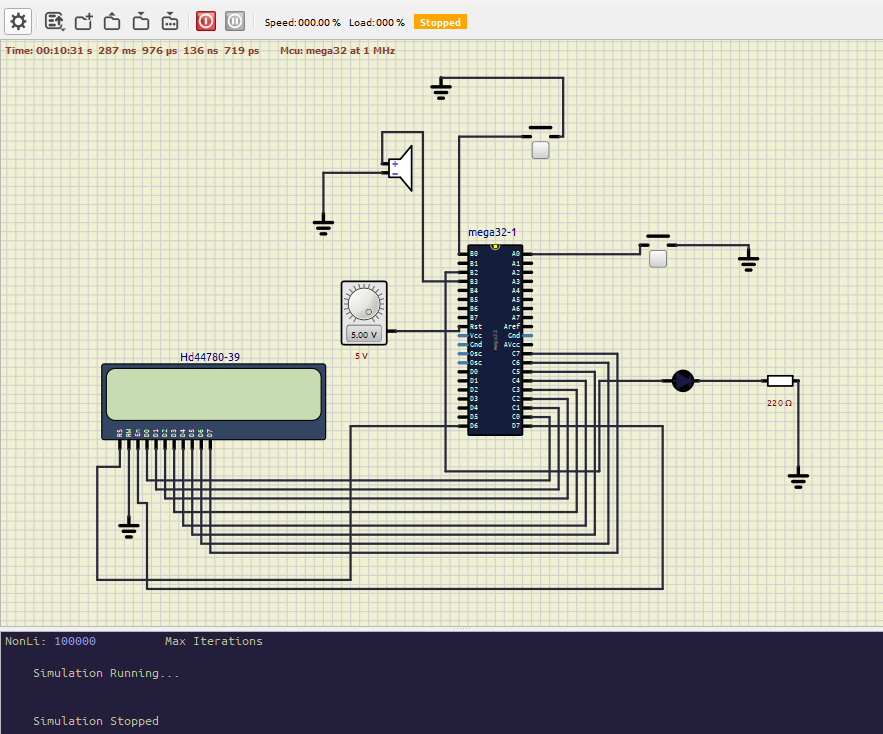 Speed: 000.00 %   Load: 000 %   Stopped
Time: 00:10:31 s  287 ms  976 µs  136 ns  719 ps   Mcu: mega32 at 1 MHz
+
−
mega32-1
B0 A0
B1 A1
B2 A2
B3 A3
B4 A4
B5 A5
B6 A6
B7 A7
Rst Aref
Vcc Gnd
Gnd AVcc
Osc C7
Osc C6
D0 C5
D1 C4
D2 C3
D3 C2
D4 C1
D5 C0
D6 D7
mega32
5.00 V
5 V
Hd44780-39
RS RW En D0 D1 D2 D3 D4 D5 D6 D7
220 Ω
NonLi: 100000   Max Iterations
Simulation Running...
Simulation Stopped